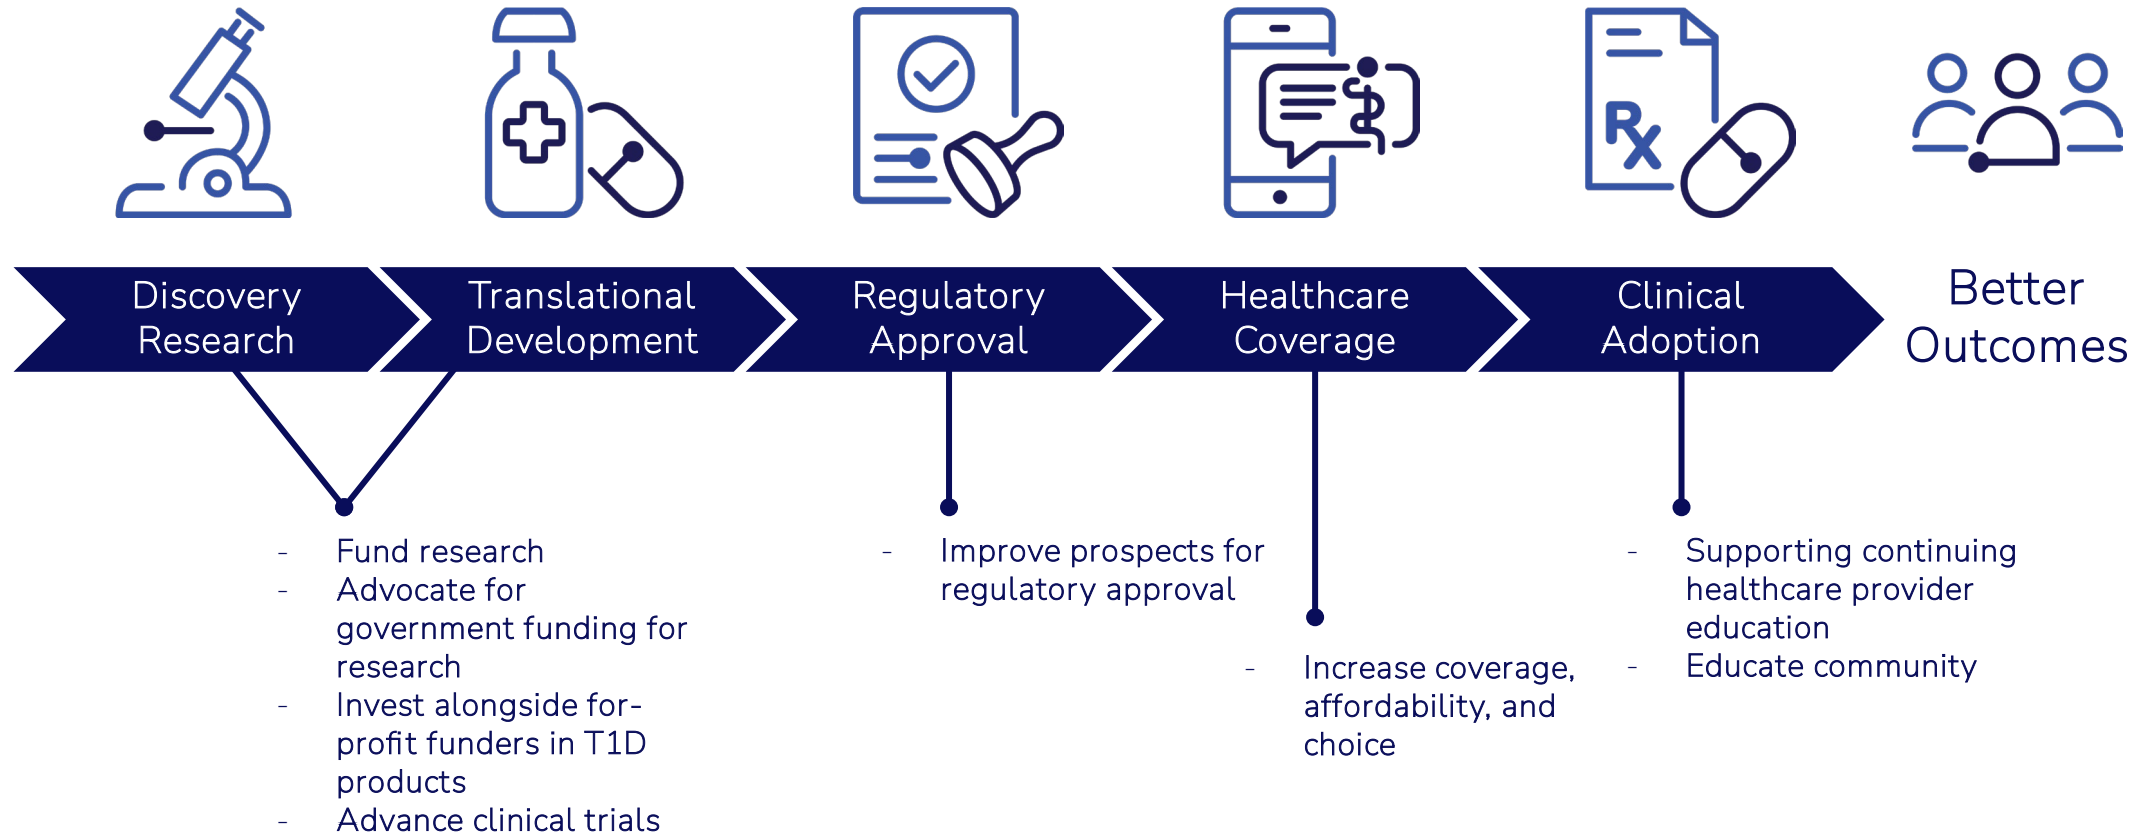 Rx
Discovery
Research
Translational
Development
Regulatory
Approval
Healthcare
Coverage
Clinical
Adoption
Better
Outcomes
- Fund research
- Advocate for
government funding for
research
- Invest alongside for-
profit funders in T1D
products
- Advance clinical trials
- Improve prospects for
regulatory approval
- Increase coverage,
affordability, and
choice
- Supporting continuing
healthcare provider
education
- Educate community